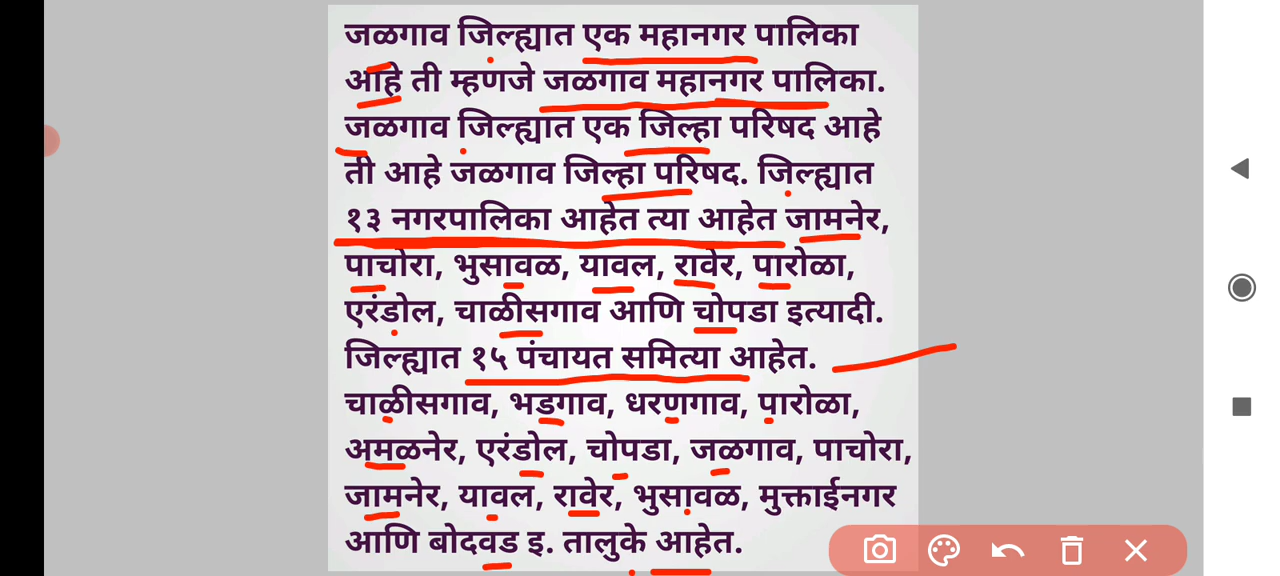 जळगाव जिल्ह्यात एक महानगर पालिका
आहे ती म्हणजे जळगाव महानगर पालिका.
जळगाव जिल्ह्यात एक जिल्हा परिषद आहे
ती आहे जळगाव जिल्हा परिषद. जिल्ह्यात
१३ नगरपालिका आहेत त्या आहेत जामनेर,
पाचोरा, भुसावळ, यावल, रावेर, पारोळा,
एरंडोल, चाळीसगाव आणि चोपडा इत्यादी.
जिल्ह्यात १५ पंचायत समित्या आहेत.
चाळीसगाव, भडगाव, धरणगाव, पारोळा,
अमळनेर, एरंडोल, चोपडा, जळगाव, पाचोरा,
जामनेर, यावल, रावेर, भुसावळ, मुक्ताईनगर
आणि बोदवड इ. तालुके आहेत.